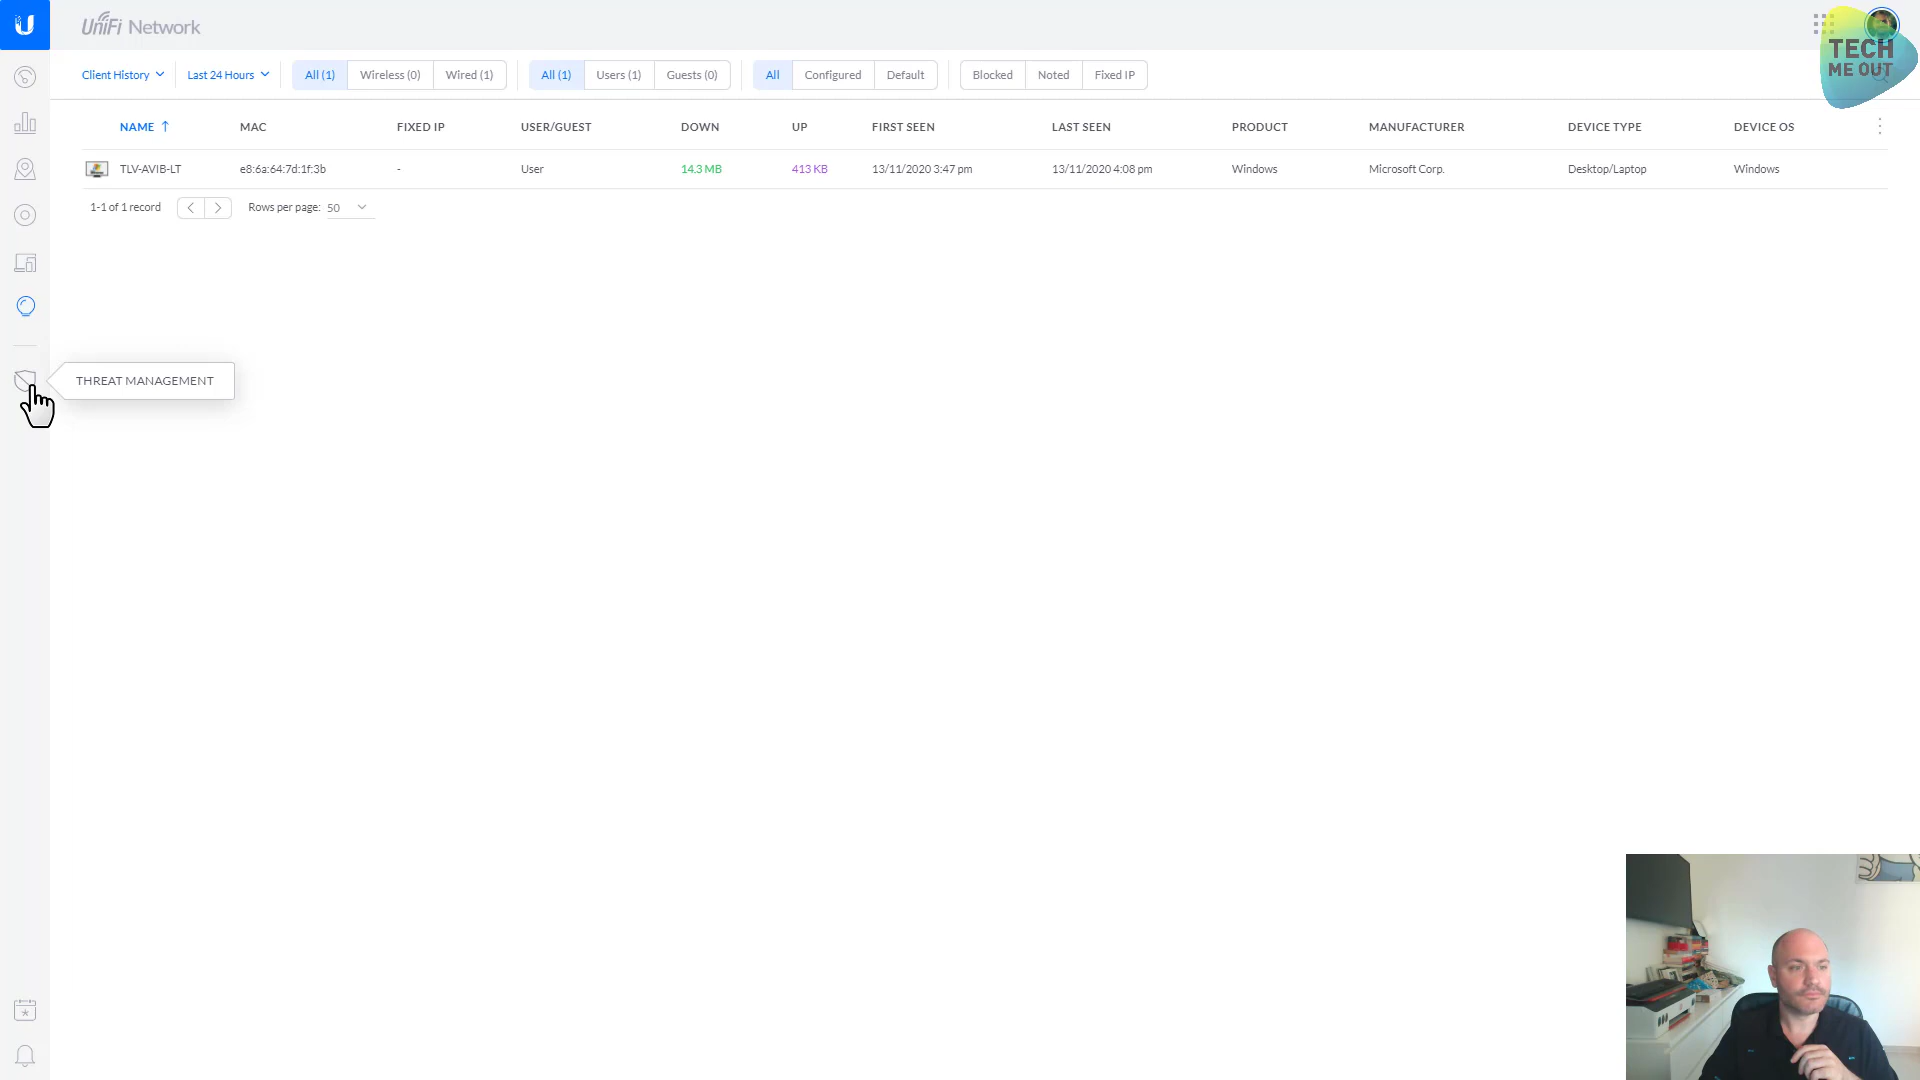 UniFi Network
TECH
ME OUT
Client History
Last 24 Hours
All (1)
Wireless (0)
Wired (1)
All (1)
Users (1)
Guests (0)
All
Configured
Default
Blocked
Noted
Fixed IP
NAME
MAC
FIXED IP
USER/GUEST
DOWN
UP
FIRST SEEN
LAST SEEN
PRODUCT
MANUFACTURER
DEVICE TYPE
DEVICE OS
TLV-AVIB-LT
e8:6a:64:7d:1f:3b
-
User
14.3 MB
413 KB
13/11/2020 3:47 pm
13/11/2020 4:08 pm
Windows
Microsoft Corp.
Desktop/Laptop
Windows
1-1 of 1 record
Rows per page: 50
THREAT MANAGEMENT